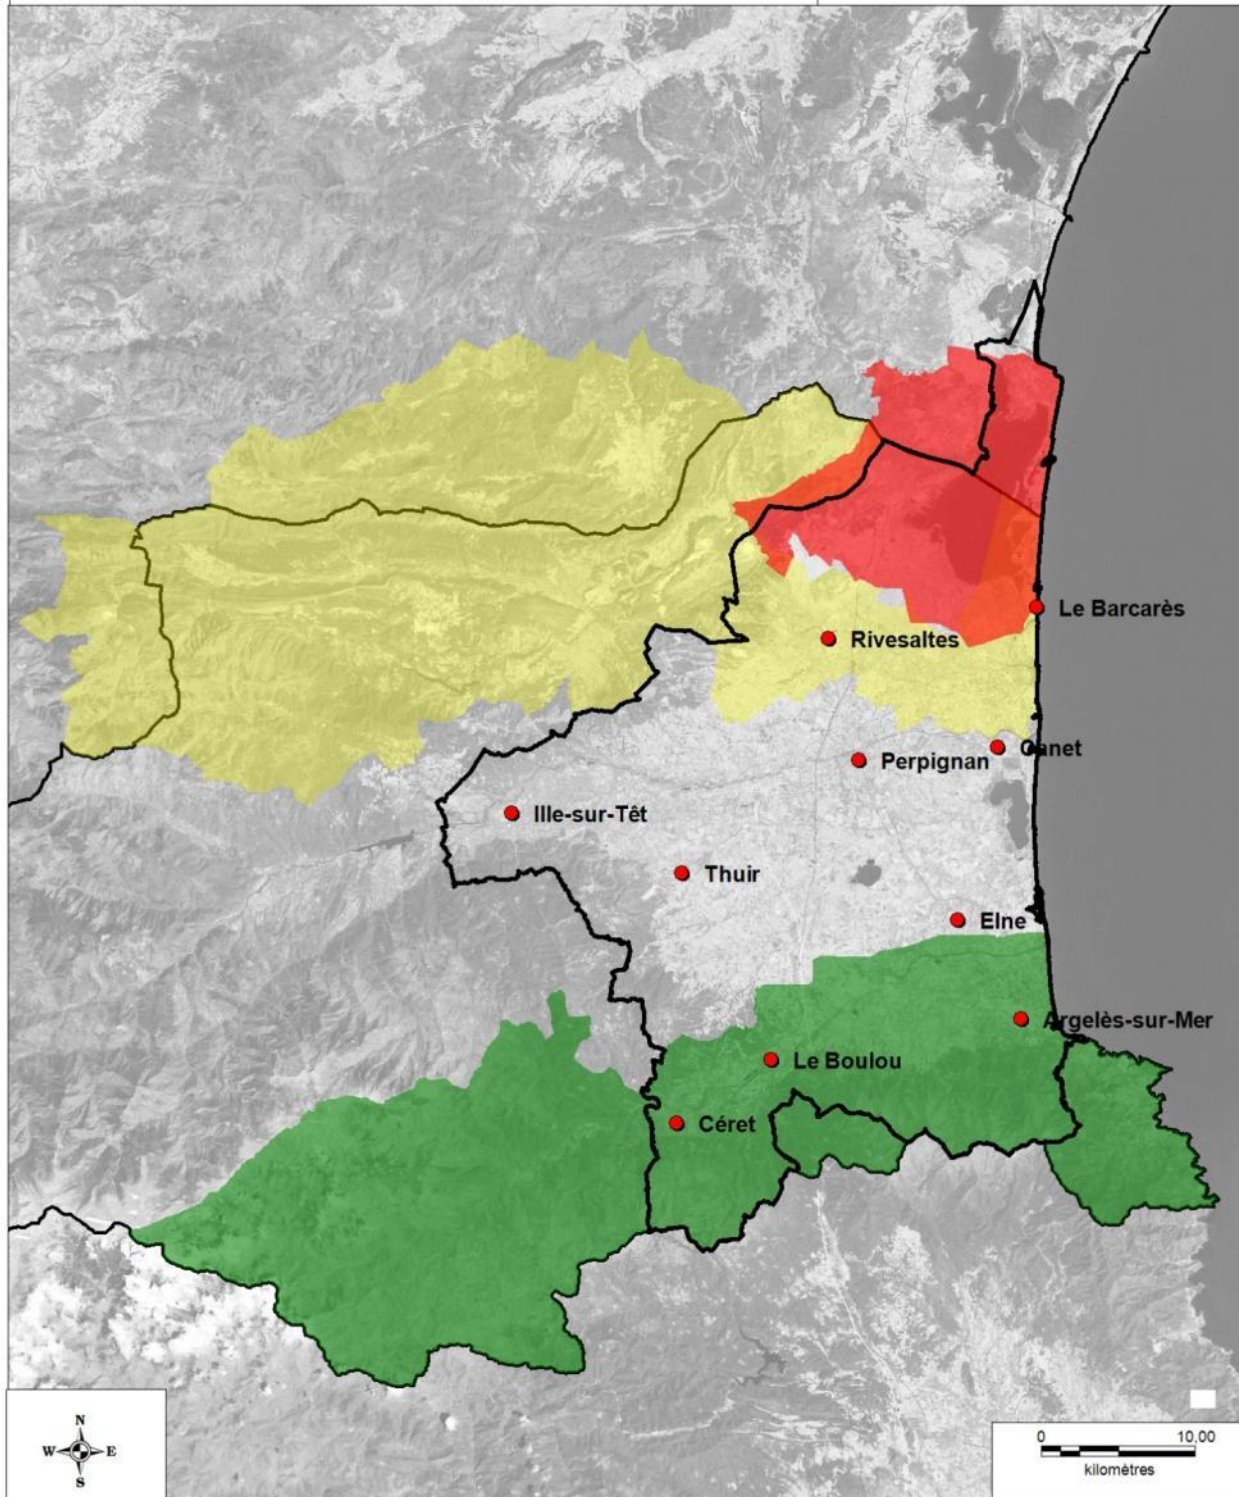 Le Barcarès
Rivesaltes
Canet
Perpignan
Ille-sur-Têt
Thuir
Elne
Argelès-sur-Mer
Le Boulou
Céret
N
W E
S
0 10,00
kilomètres